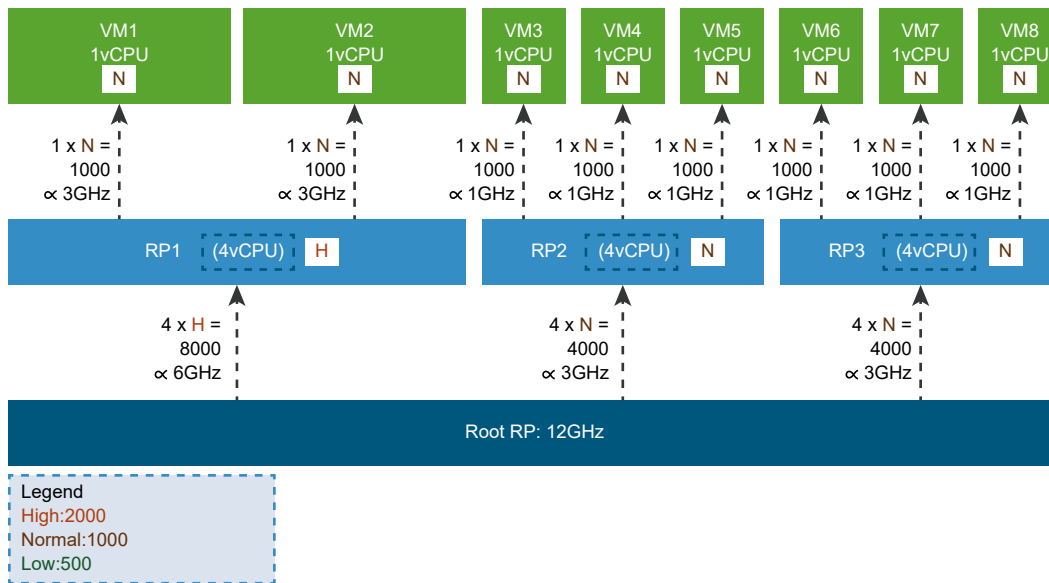 VM1
1vCPU
N
VM2
1vCPU
N
VM3
1vCPU
N
VM4
1vCPU
N
VM5
1vCPU
N
VM6
1vCPU
N
VM7
1vCPU
N
VM8
1vCPU
N
1 x N =
1000
∝ 3GHz
1 x N =
1000
∝ 3GHz
1 x N =
1000
∝ 1GHz
1 x N =
1000
∝ 1GHz
1 x N =
1000
∝ 1GHz
1 x N =
1000
∝ 1GHz
1 x N =
1000
∝ 1GHz
1 x N =
1000
∝ 1GHz
RP1 (4vCPU) H
RP2 (4vCPU) N
RP3 (4vCPU) N
4 x H =
8000
∝ 6GHz
4 x N =
4000
∝ 3GHz
4 x N =
4000
∝ 3GHz
Root RP: 12GHz
Legend
High:2000
Normal:1000
Low:500